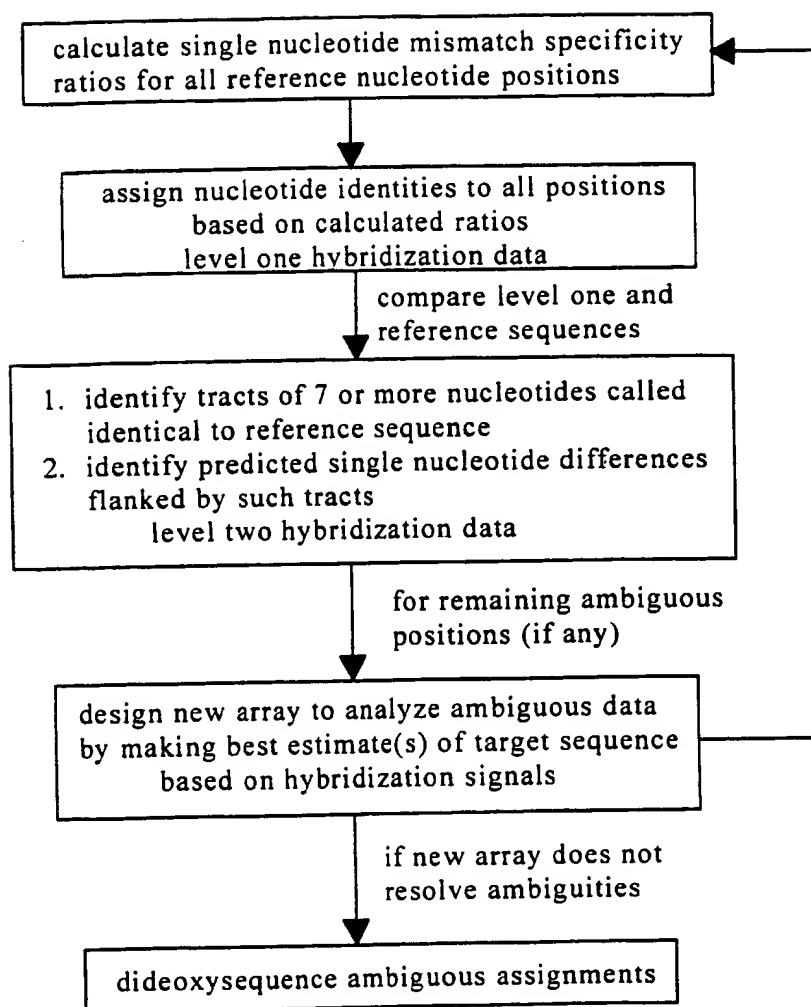 calculate single nucleotide mismatch specificity
ratios for all reference nucleotide positions
assign nucleotide identities to all positions
based on calculated ratios
level one hybridization data
compare level one and
reference sequences
1. identify tracts of 7 or more nucleotides called
identical to reference sequence
2. identify predicted single nucleotide differences
flanked by such tracts
level two hybridization data
for remaining ambiguous
positions (if any)
design new array to analyze ambiguous data
by making best estimate(s) of target sequence
based on hybridization signals
if new array does not
resolve ambiguities
dideoxysequence ambiguous assignments